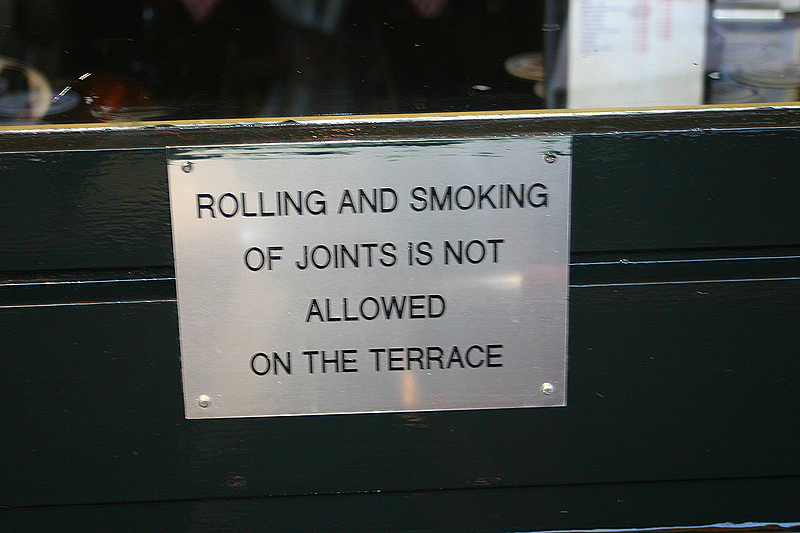 ROLLING AND SMOKING
OF JOINTS IS NOT
ALLOWED
ON THE TERRACE